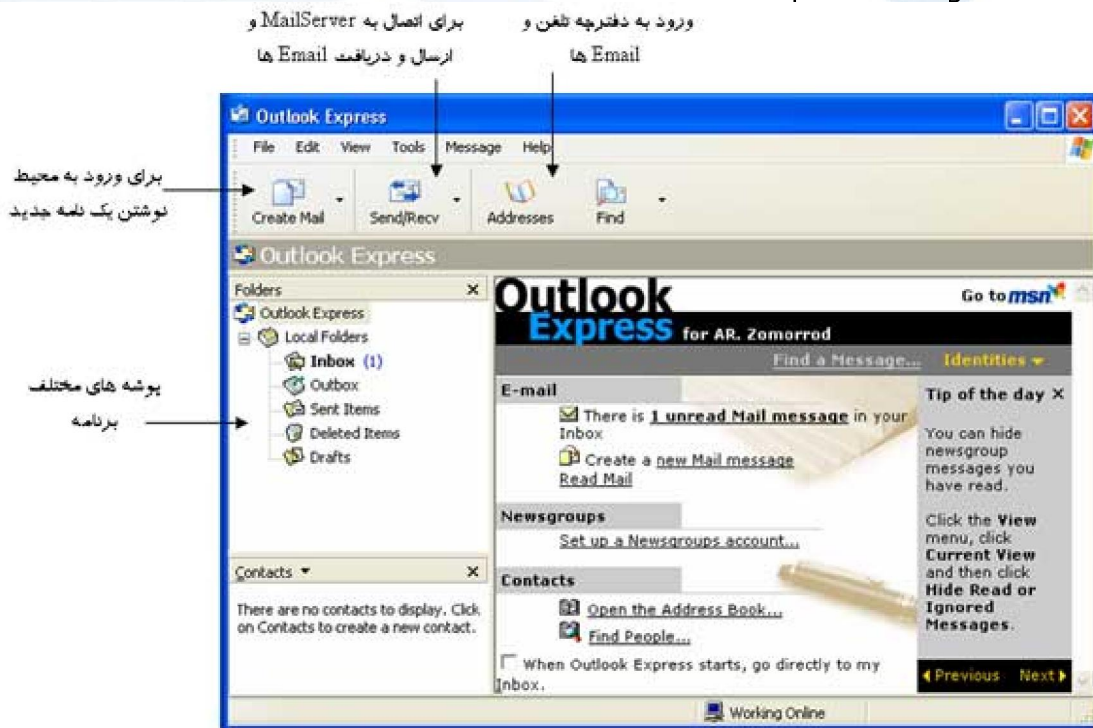 برای اتصال به MailServer و
ارسال و دریافت Email ها
ورود به دفترچه تلفن و
Email ها
برای ورود به محیط
نوشتن یک نامه جدید
پوشه های مختلف
برنامه
Outlook Express
File Edit View Tools Message Help
Create Mail Send/Recv Addresses Find
Outlook Express
Folders
Outlook Express
Local Folders
Inbox (1)
Outbox
Sent Items
Deleted Items
Drafts
Contacts
There are no contacts to display. Click
on Contacts to create a new contact.
Go to msn
Outlook
Express for AR. Zomorrod
Find a Message... Identities
E-mail
There is 1 unread Mail message in your
Inbox
Create a new Mail message
Read Mail
Newsgroups
Set up a Newsgroups account...
Contacts
Open the Address Book...
Find People...
When Outlook Express starts, go directly to my
Inbox.
Tip of the day X
You can hide
newsgroup
messages you
have read.
Click the View
menu, click
Current View
and then click
Hide Read or
Ignored
Messages.
Previous Next
Working Online